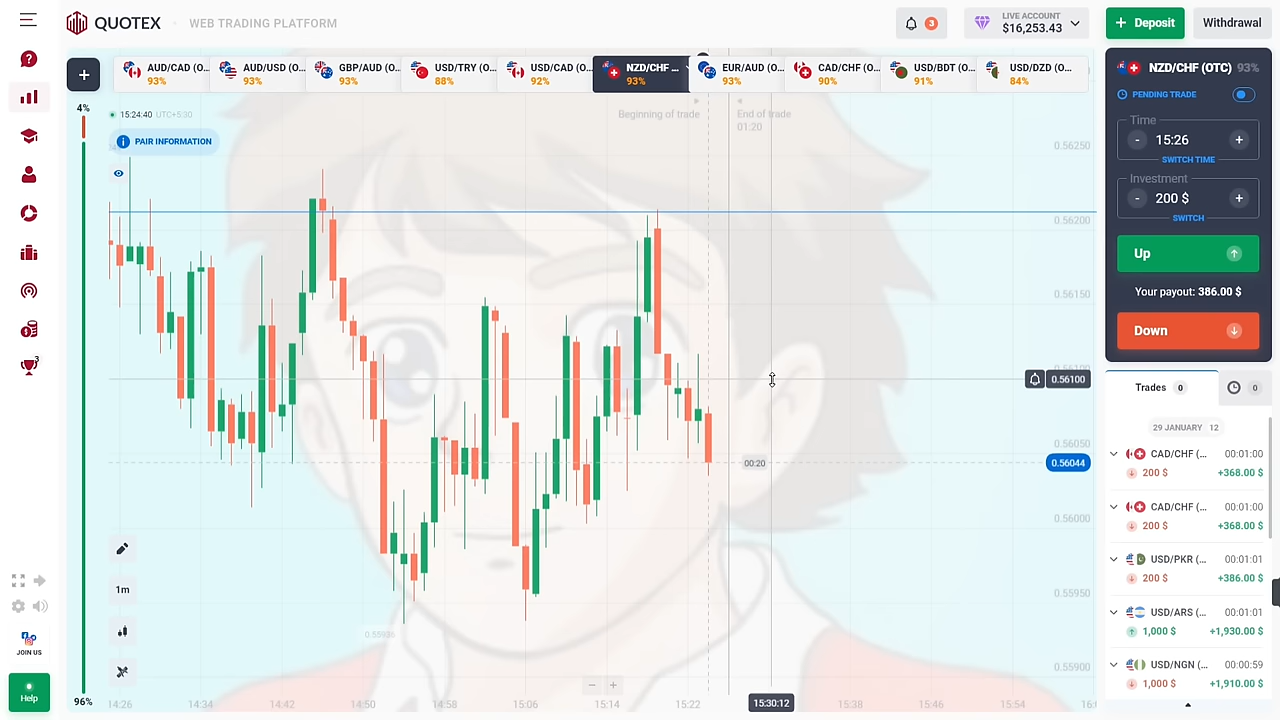 QUOTEX
WEB TRADING PLATFORM
3
LIVE ACCOUNT
$16,253.43
+ Deposit
Withdrawal
+
AUD/CAD (O...
93%
AUD/USD (O...
93%
GBP/AUD (O...
93%
USD/TRY (O...
88%
USD/CAD (O...
92%
NZD/CHF ...
93%
EUR/AUD (O...
93%
CAD/CHF (O...
90%
USD/BDT (O...
91%
USD/DZD (O...
84%
4%
15:24:40 UTC+5:30
PAIR INFORMATION
Beginning of trade
End of trade
01:20
0.56250
0.56200
0.56150
0.56100
0.56050
0.56044
0.56000
0.55950
0.55900
00:20
1m
96%
14:26
14:34
14:42
14:50
14:58
15:06
15:14
15:22
15:30:12
15:38
15:46
15:54
NZD/CHF (OTC) 93%
PENDING TRADE
Time
- 15:26 +
SWITCH TIME
Investment
- 200 $ +
SWITCH
Up
Your payout: 386.00 $
Down
Trades 0
0
29 JANUARY 12
CAD/CHF (... 00:01:00
200 $ +368.00 $
CAD/CHF (... 00:01:00
200 $ +368.00 $
USD/PKR (... 00:01:01
200 $ +386.00 $
USD/ARS (... 00:01:01
1,000 $ +1,930.00 $
USD/NGN (... 00:00:59
1,000 $ +1,910.00 $
3
JOIN US
Help